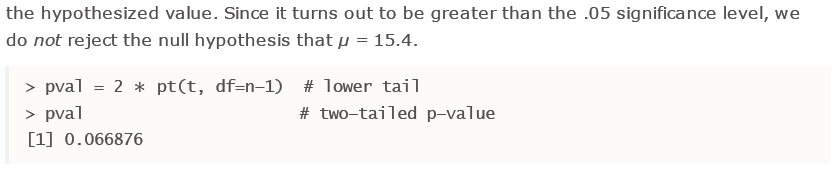 the hypothesized value. Since it turns out to be greater than the .05 significance level, we
do not reject the null hypothesis that μ = 15.4.
> pval = 2 * pt(t, df=n−1)  # lower tail
> pval                      # two−tailed p−value
[1] 0.066876